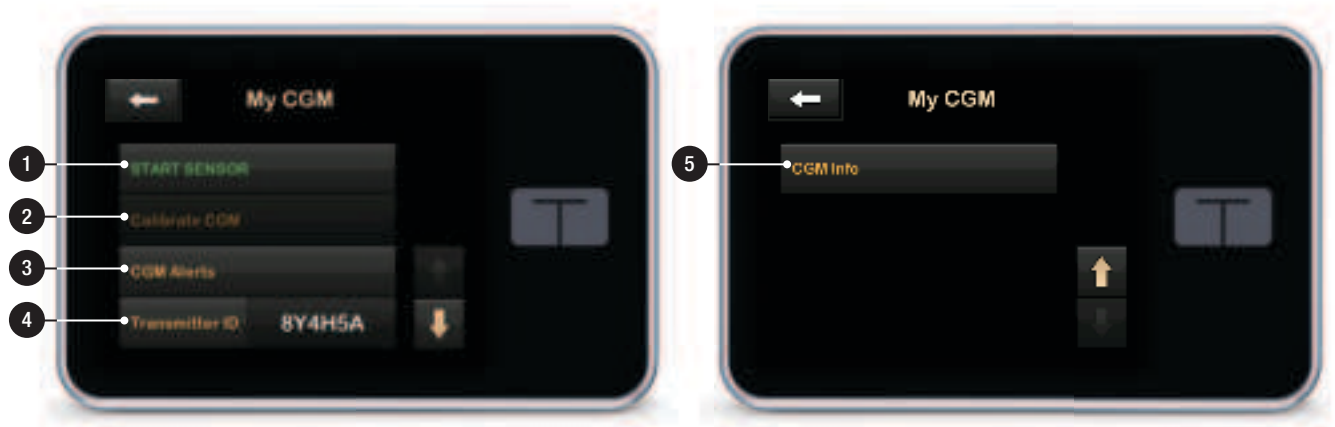 My CGM
1
START SENSOR
2
Calibrate CGM
3
CGM Alerts
4
Transmitter ID 8Y4H5A
My CGM
5
CGM Info